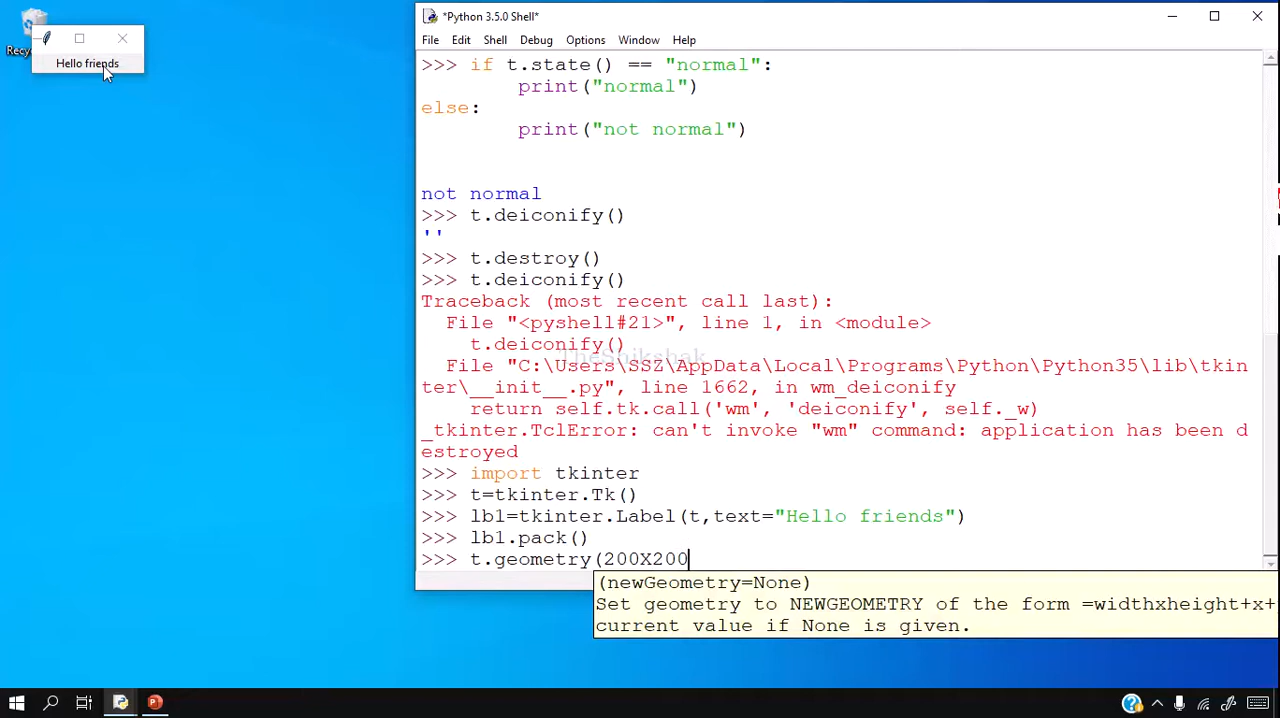 Recy
Hello friends
*Python 3.5.0 Shell*
File Edit Shell Debug Options Window Help
>>> if t.state() == "normal":
print("normal")
else:
print("not normal")
not normal
>>> t.deiconify()
''
>>> t.destroy()
>>> t.deiconify()
Traceback (most recent call last):
File "<pyshell#21>", line 1, in <module>
t.deiconify()
TheShikshak
File "C:\Users\SSZ\AppData\Local\Programs\Python\Python35\lib\tkin
ter\__init__.py", line 1662, in wm_deiconify
return self.tk.call('wm', 'deiconify', self._w)
_tkinter.TclError: can't invoke "wm" command: application has been d
estroyed
>>> import tkinter
>>> t=tkinter.Tk()
>>> lb1=tkinter.Label(t,text="Hello friends")
>>> lb1.pack()
>>> t.geometry(200X200
(newGeometry=None)
Set geometry to NEWGEOMETRY of the form =widthxheight+x+
current value if None is given.